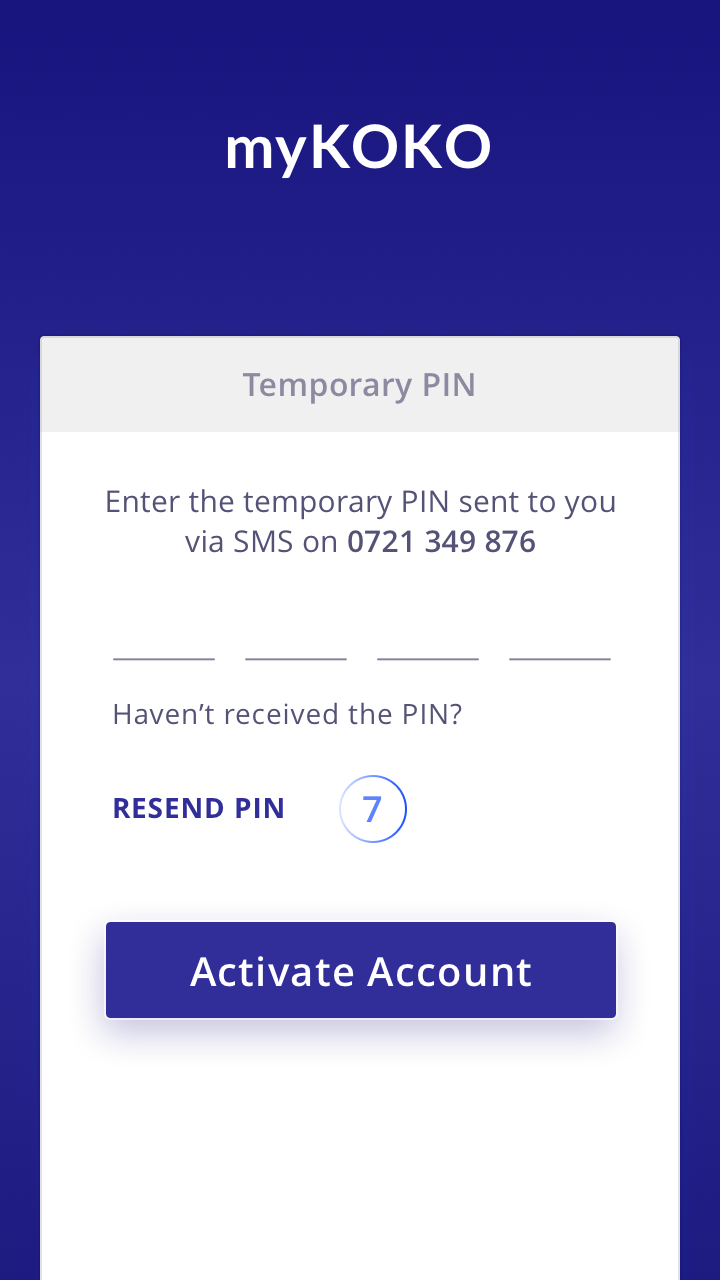 myKOKO
Temporary PIN
Enter the temporary PIN sent to you
via SMS on 0721 349 876
Haven’t received the PIN?
RESEND PIN
7
Activate Account